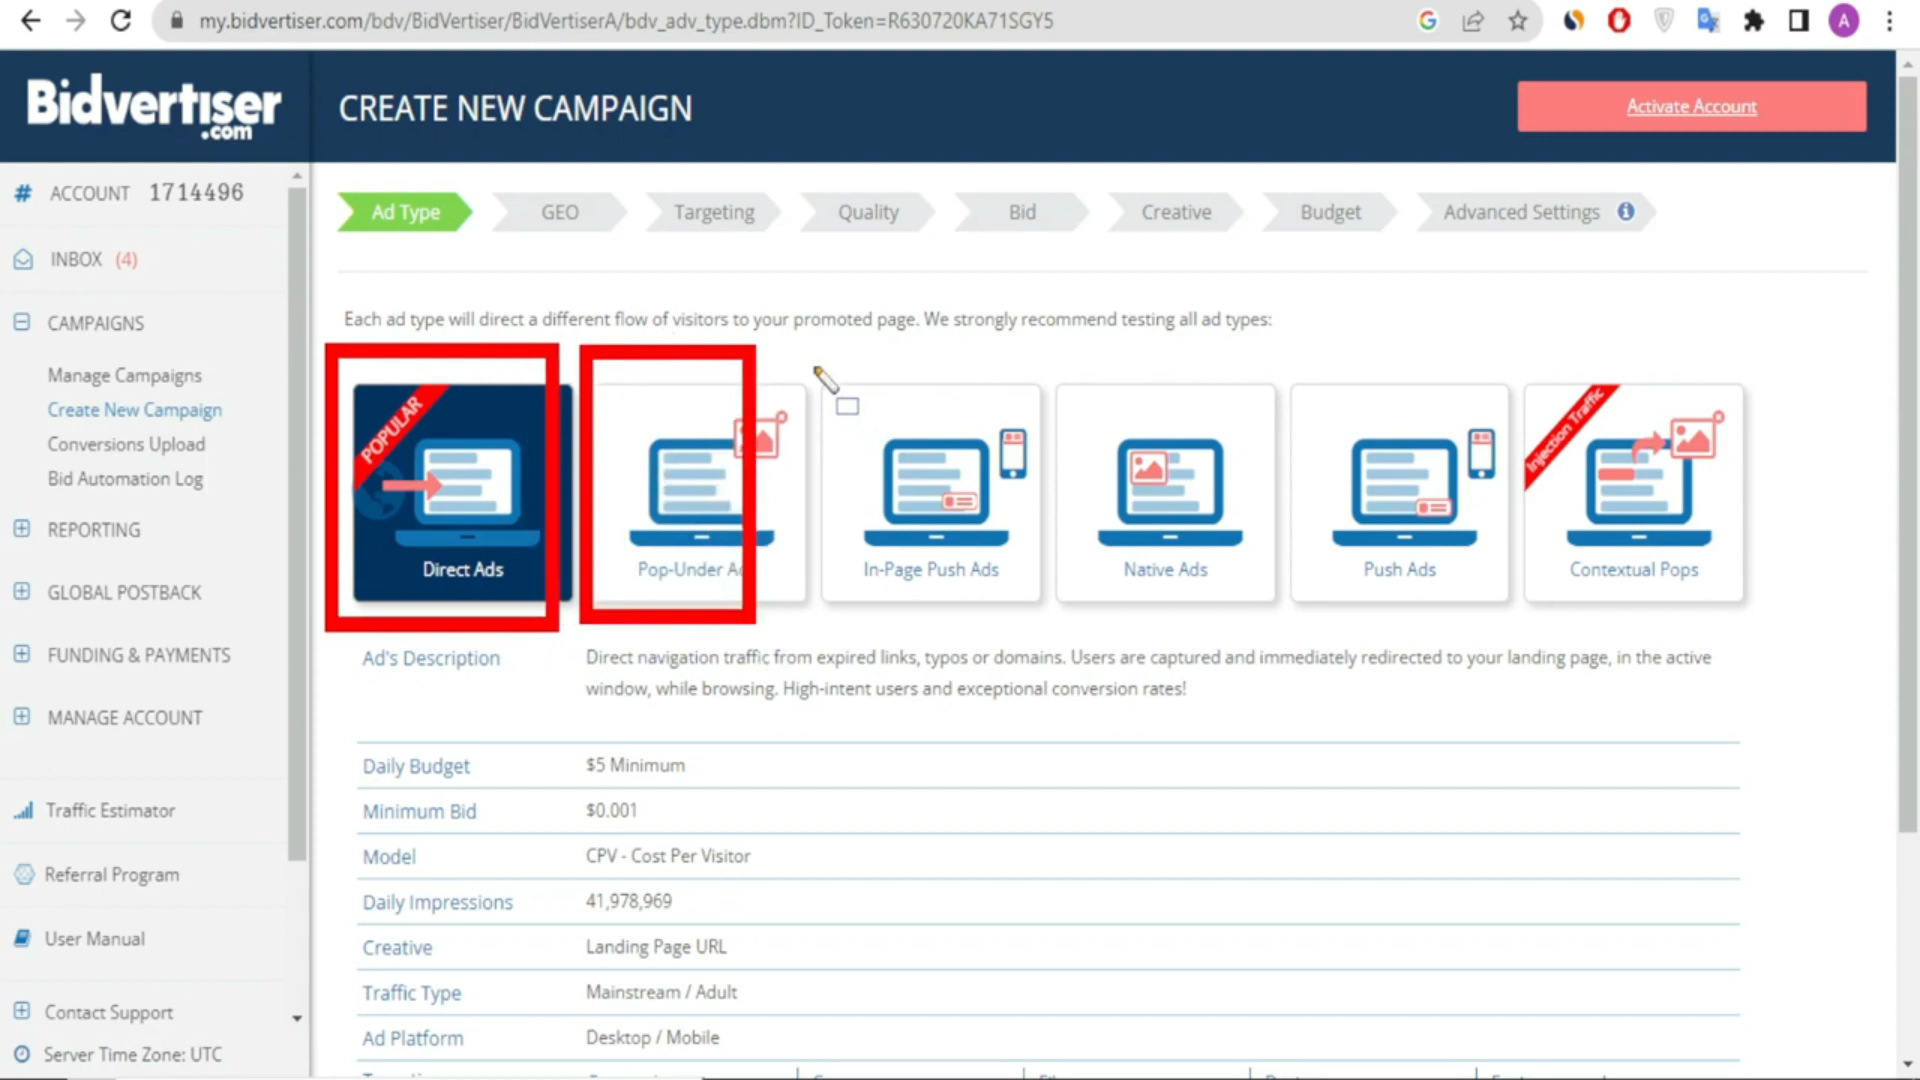 my.bidvertiser.com/bdv/BidVertiser/BidVertiserA/bdv_adv_type.dbm?ID_Token=R630720KA71SGY5
A
Bidvertiser
.com
CREATE NEW CAMPAIGN
Activate Account
# ACCOUNT 1714496
INBOX (4)
CAMPAIGNS
Manage Campaigns
Create New Campaign
Conversions Upload
Bid Automation Log
REPORTING
GLOBAL POSTBACK
FUNDING & PAYMENTS
MANAGE ACCOUNT
Traffic Estimator
Referral Program
User Manual
Contact Support
Server Time Zone: UTC
Ad Type
GEO
Targeting
Quality
Bid
Creative
Budget
Advanced Settings
Each ad type will direct a different flow of visitors to your promoted page. We strongly recommend testing all ad types:
POPULAR
Direct Ads
Pop-Under
In-Page Push Ads
Native Ads
Push Ads
Injection Traffic
Contextual Pops
Ad's Description
Direct navigation traffic from expired links, typos or domains. Users are captured and immediately redirected to your landing page, in the active
window, while browsing. High-intent users and exceptional conversion rates!
Daily Budget $5 Minimum
Minimum Bid $0.001
Model CPV - Cost Per Visitor
Daily Impressions 41,978,969
Creative Landing Page URL
Traffic Type Mainstream / Adult
Ad Platform Desktop / Mobile